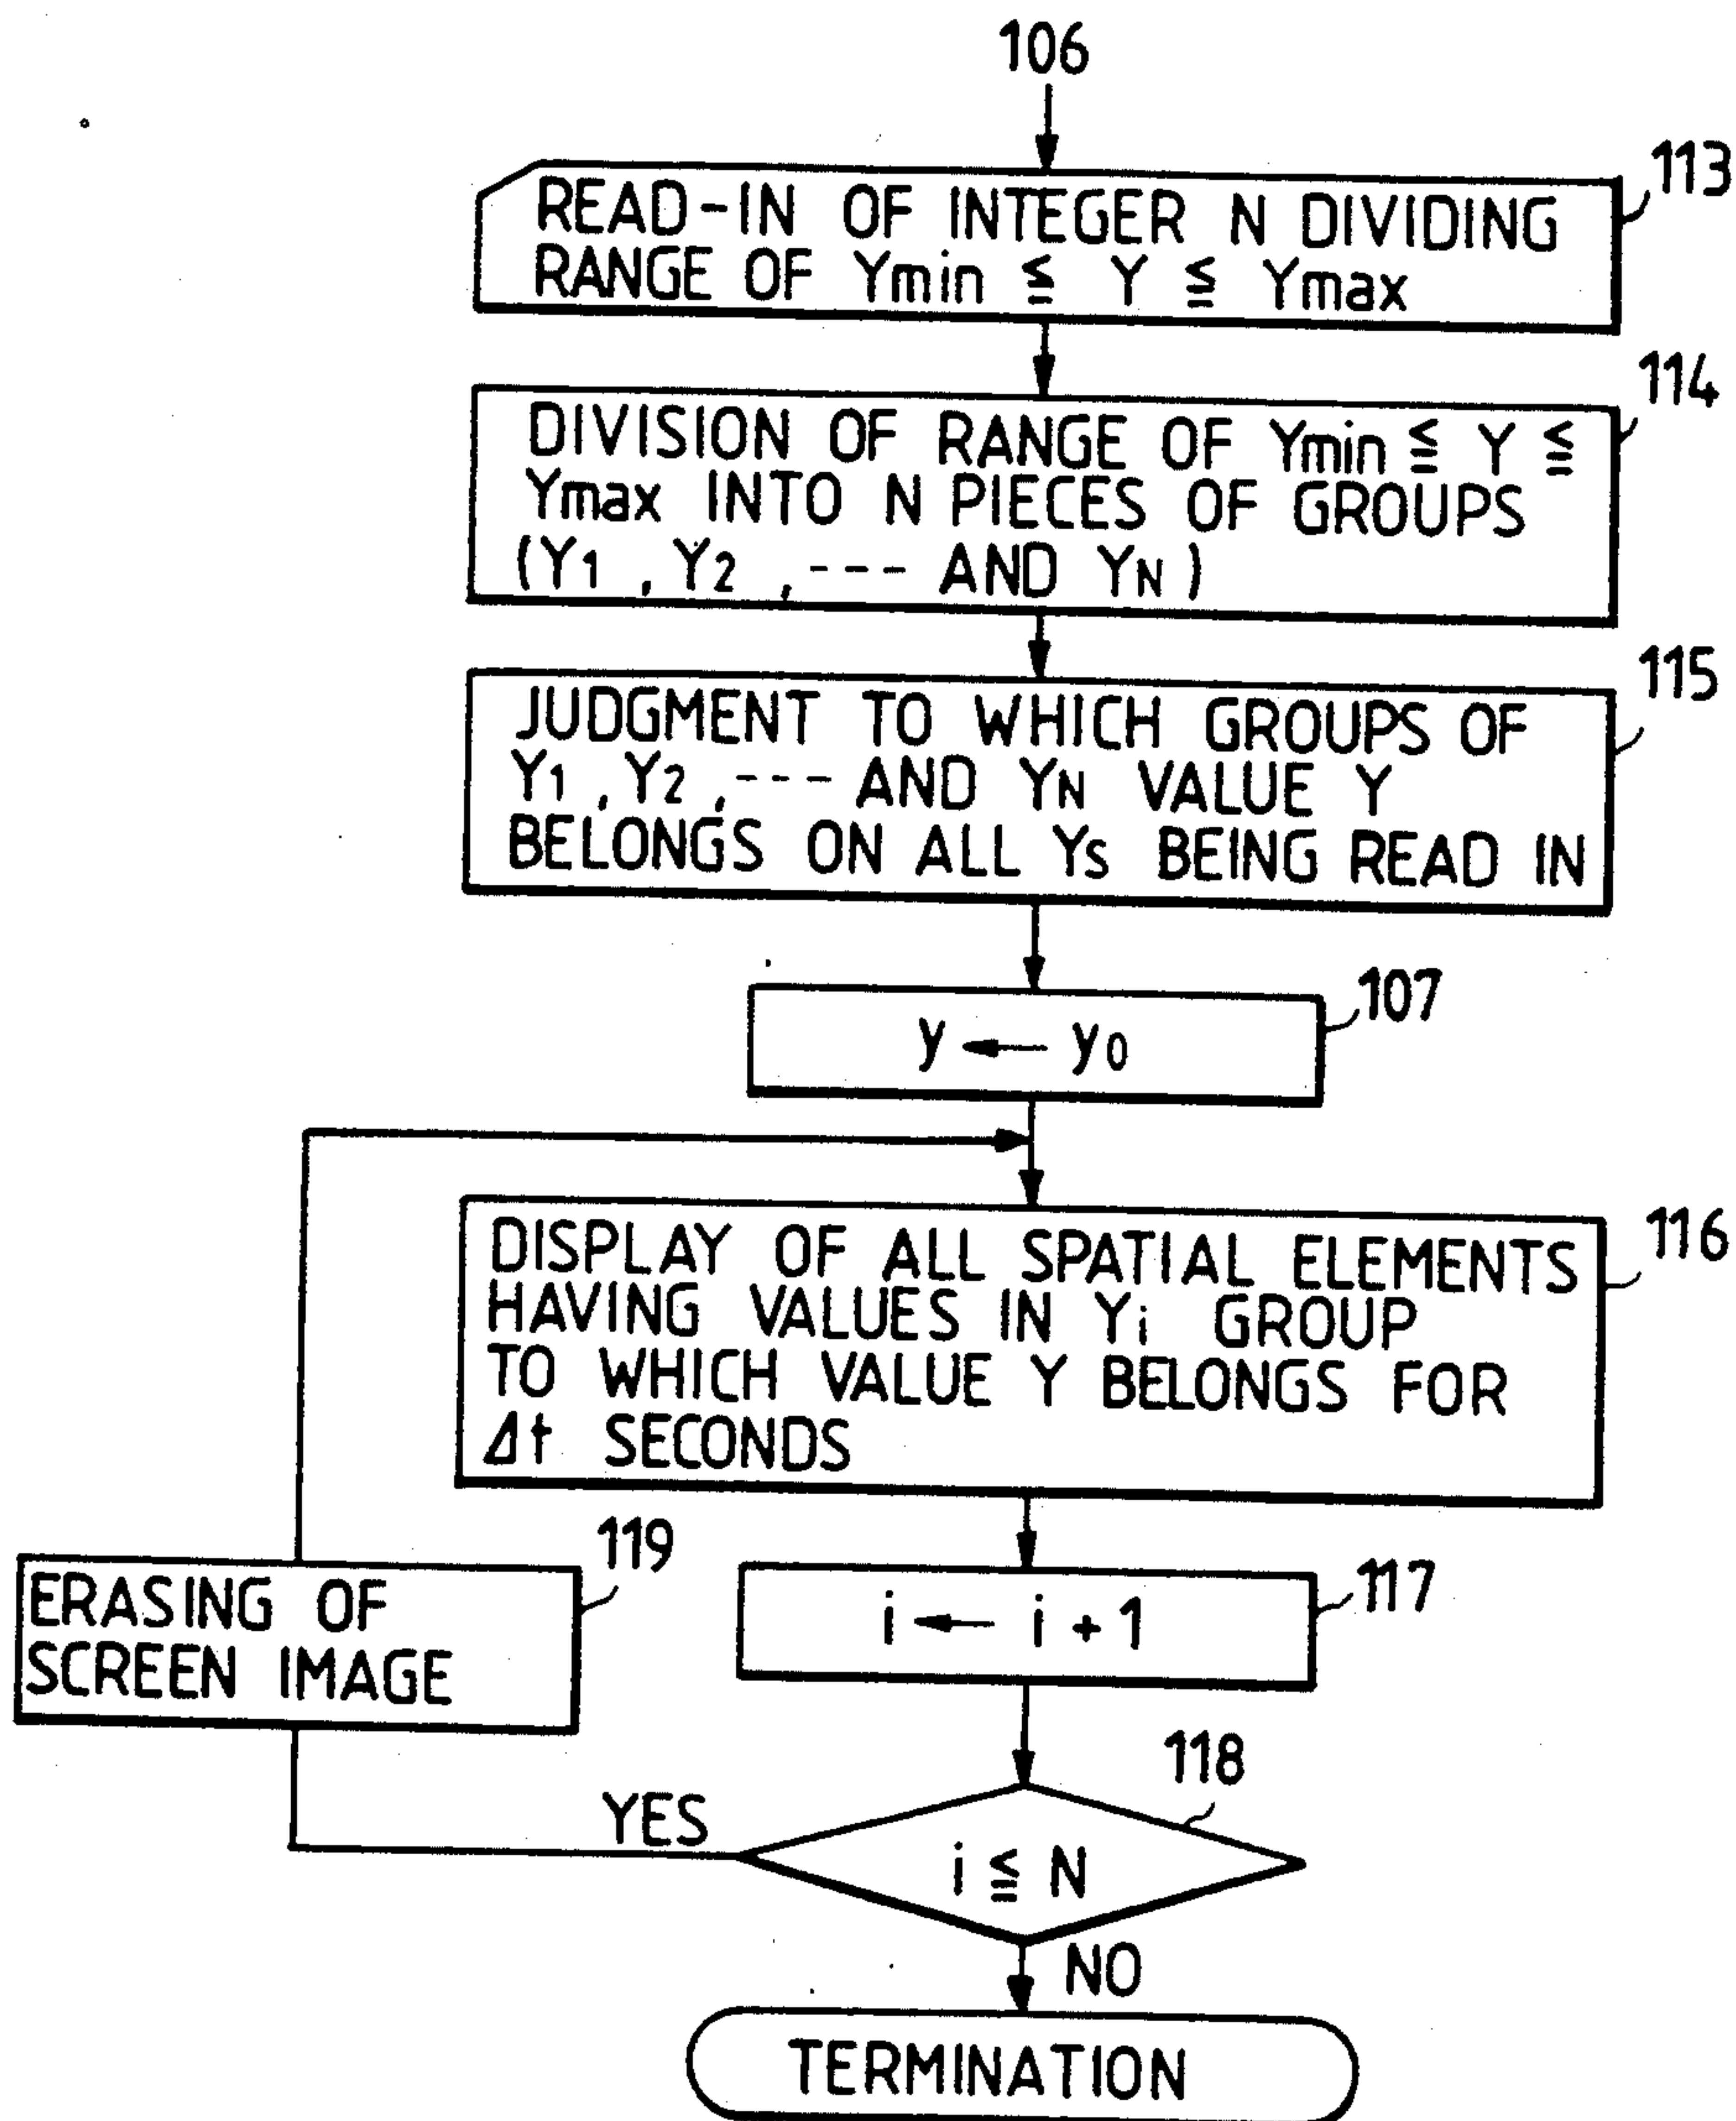 106
113
READ-IN OF INTEGER N DIVIDING
RANGE OF Ymin ≦ Y ≦ Ymax
114
DIVISION OF RANGE OF Ymin ≦ Y ≦
Ymax INTO N PIECES OF GROUPS
(Y1 , Y2 , --- AND YN )
115
JUDGMENT TO WHICH GROUPS OF
Y1 , Y2 , --- AND YN VALUE Y
BELONGS ON ALL YS BEING READ IN
107
y ← y0
116
DISPLAY OF ALL SPATIAL ELEMENTS
HAVING VALUES IN Yi GROUP
TO WHICH VALUE Y BELONGS FOR
Δt SECONDS
119
ERASING OF
SCREEN IMAGE
117
i ← i + 1
118
YES
i ≦ N
NO
TERMINATION